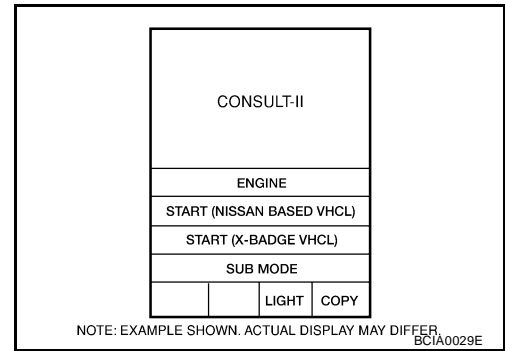 CONSULT-II
ENGINE
START (NISSAN BASED VHCL)
START (X-BADGE VHCL)
SUB MODE
LIGHT COPY
NOTE: EXAMPLE SHOWN. ACTUAL DISPLAY MAY DIFFER.
BCIA0029E